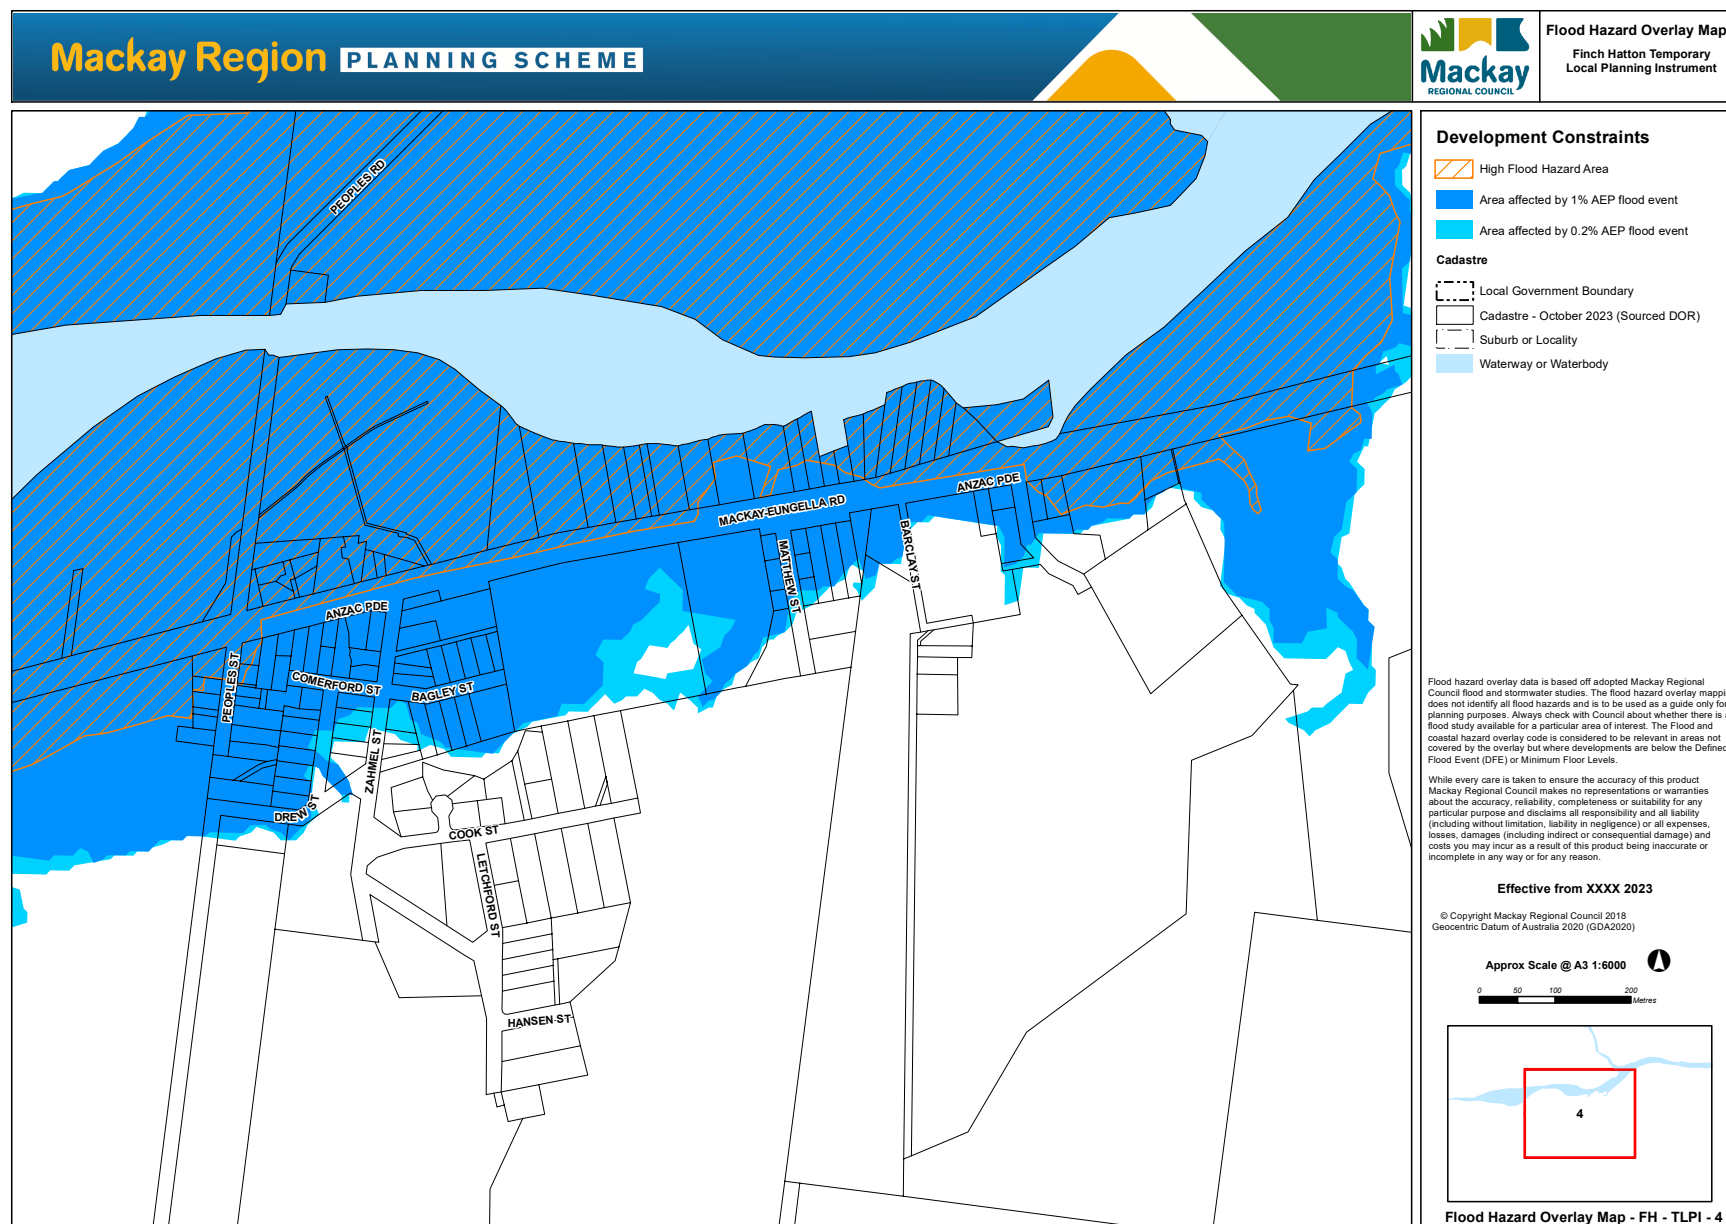 Mackay Region PLANNING SCHEME
Mackay
REGIONAL COUNCIL
Flood Hazard Overlay Map
Finch Hatton Temporary
Local Planning Instrument
Development Constraints
High Flood Hazard Area
Area affected by 1% AEP flood event
Area affected by 0.2% AEP flood event
Cadastre
Local Government Boundary
Cadastre - October 2023 (Sourced DOR)
Suburb or Locality
Waterway or Waterbody
PEOPLES RD
ANZAC PDE
MACKAY-EUNGELLA RD
BARCLAY ST
MATTHEW ST
ANZAC PDE
PEOPLES ST
COMERFORD ST
BAGLEY ST
ZAHMEL ST
DREW ST
COOK ST
LETCHFORD ST
HANSEN ST
Flood hazard overlay data is based off adopted Mackay Regional
Council flood and stormwater studies. The flood hazard overlay mappi
does not identify all flood hazards and is to be used as a guide only for
planning purposes. Always check with Council about whether there is
flood study available for a particular area of interest. The Flood and
coastal hazard overlay code is considered to be relevant in areas not
covered by the overlay but where developments are below the Defined
Flood Event (DFE) or Minimum Floor Levels.
While every care is taken to ensure the accuracy of this product
Mackay Regional Council makes no representations or warranties
about the accuracy, reliability, completeness or suitability for any
particular purpose and disclaims all responsibility and all liability
(including without limitation, liability in negligence) or all expenses,
losses, damages (including indirect or consequential damage) and
costs you may incur as a result of this product being inaccurate or
incomplete in any way or for any reason.
Effective from XXXX 2023
© Copyright Mackay Regional Council 2018
Geocentric Datum of Australia 2020 (GDA2020)
Approx Scale @ A3 1:6000
0 50 100 200
Metres
4
Flood Hazard Overlay Map - FH - TLPI - 4